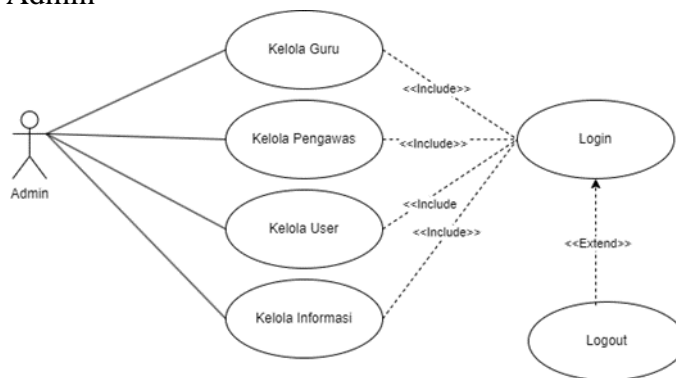 Admin
Kelola Guru
<<Include>>
Kelola Pengawas
<<Include>>
Login
Admin
Kelola User
<<Include
<<Include>>
<<Extend>>
Kelola Informasi
Logout